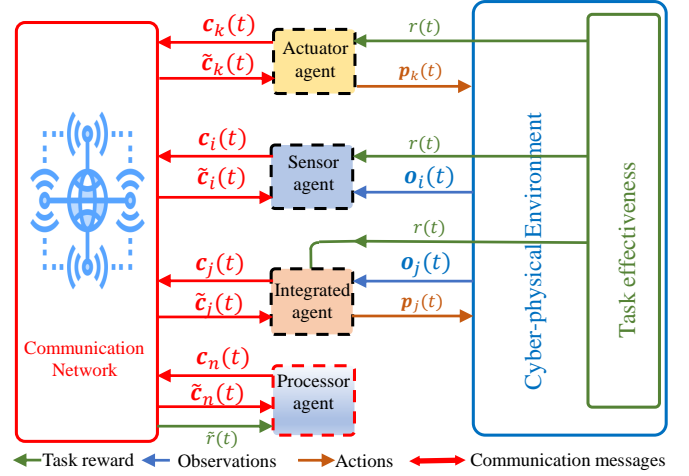 c_k(t)
c̃_k(t)
Actuator
agent
r(t)
p_k(t)
c_i(t)
c̃_i(t)
Sensor
agent
r(t)
o_i(t)
c_j(t)
c̃_j(t)
Integrated
agent
r(t)
o_j(t)
p_j(t)
c_n(t)
c̃_n(t)
r̃(t)
Processor
agent
Communication
Network
Cyber-physical Environment
Task effectiveness
Task reward
Observations
Actions
Communication messages